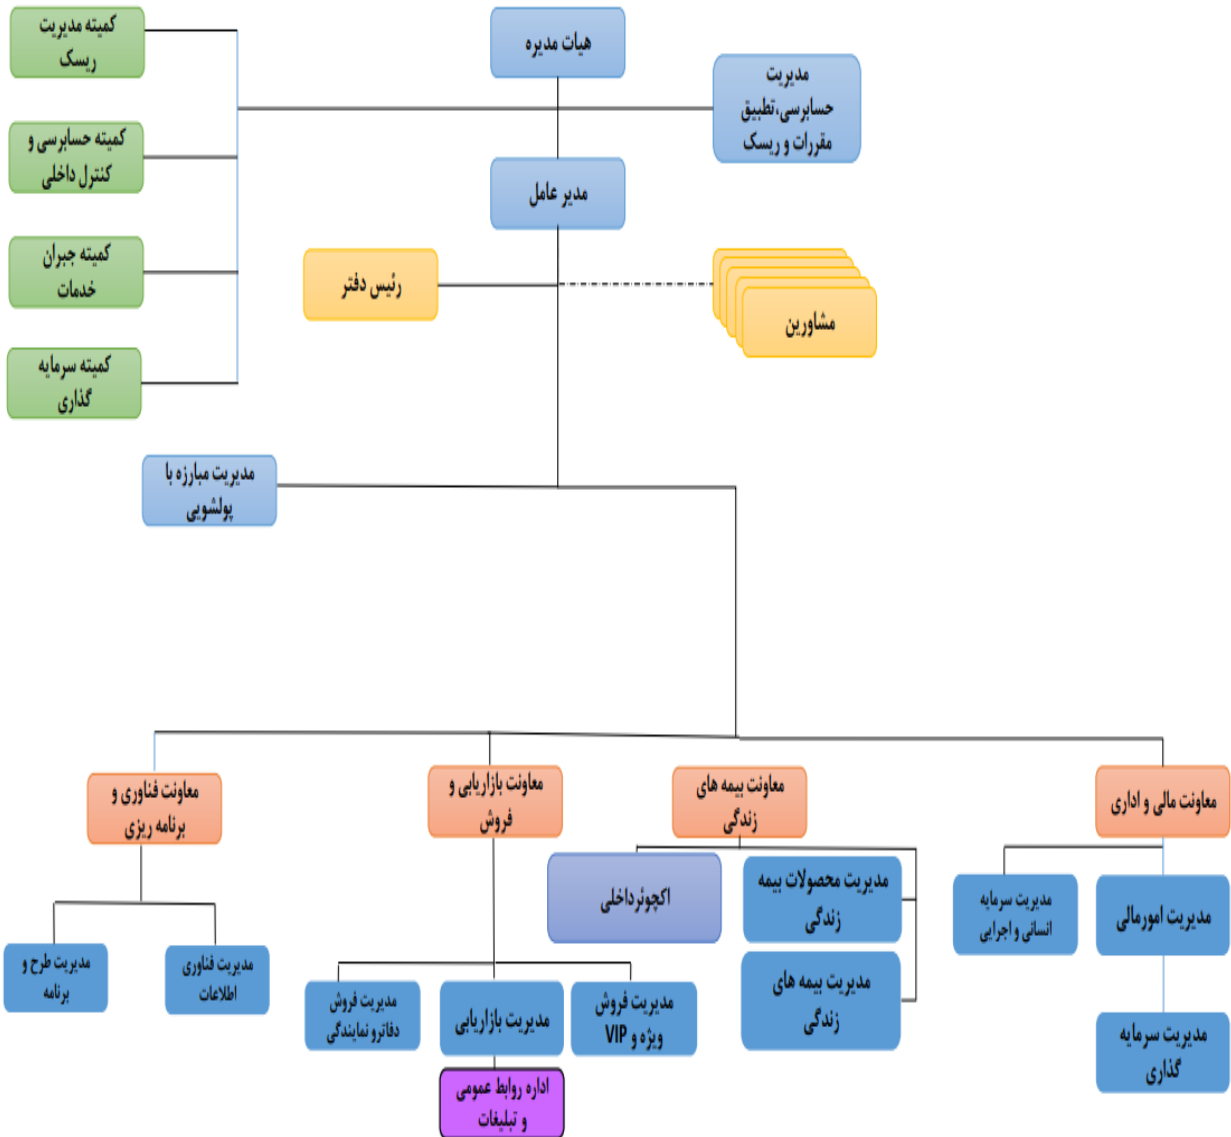 هیات مدیره
مدیریت
حسابرسی،تطبیق
مقررات و ریسک
کمیته مدیریت
ریسک
کمیته حسابرسی و
کنترل داخلی
کمیته جبران
خدمات
کمیته سرمایه
گذاری
مدیر عامل
مشاورین
رئیس دفتر
مدیریت مبارزه با
پولشویی
معاونت مالی و اداری
معاونت بیمه های
زندگی
معاونت بازاریابی و
فروش
معاونت فناوری و
برنامه ریزی
مدیریت امورمالی
مدیریت سرمایه
انسانی و اجرایی
مدیریت سرمایه
گذاری
مدیریت محصولات بیمه
زندگی
مدیریت بیمه های
زندگی
اکچوئرداخلی
مدیریت فروش
ویژه و VIP
مدیریت بازاریابی
مدیریت فروش
دفاترو نمایندگی
اداره روابط عمومی
و تبلیغات
مدیریت فناوری
اطلاعات
مدیریت طرح و
برنامه